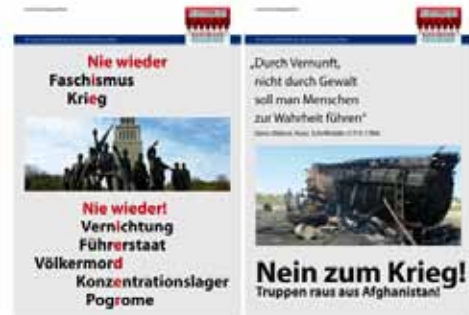 Nie wieder
Faschismus
Krieg
Nie wieder!
Vernichtung
Führerstaat
Völkermord
Konzentrationslager
Pogrome
„Durch Vernunft,
nicht durch Gewalt
soll man Menschen
zur Wahrheit führen“
Nein zum Krieg!
Truppen raus aus Afghanistan!